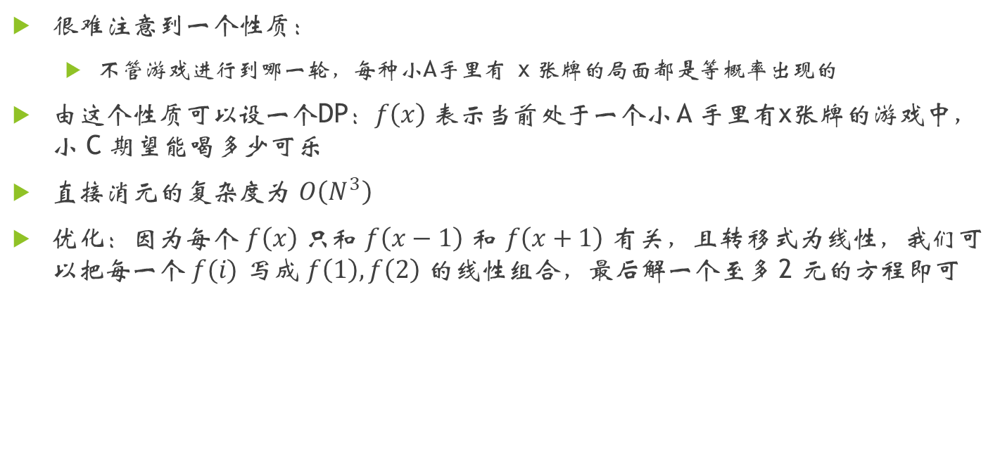 很难注意到一个性质：
不管游戏进行到哪一轮，每种小A手里有 x 张牌的局面都是等概率出现的
由这个性质可以设一个DP：f(x) 表示当前处于一个小 A 手里有x张牌的游戏中，
小 C 期望能喝多少可乐
直接消元的复杂度为 O(N³)
优化：因为每个 f(x) 只和 f(x − 1) 和 f(x + 1) 有关，且转移式为线性，我们可
以把每一个 f(i) 写成 f(1), f(2) 的线性组合，最后解一个至多 2 元的方程即可